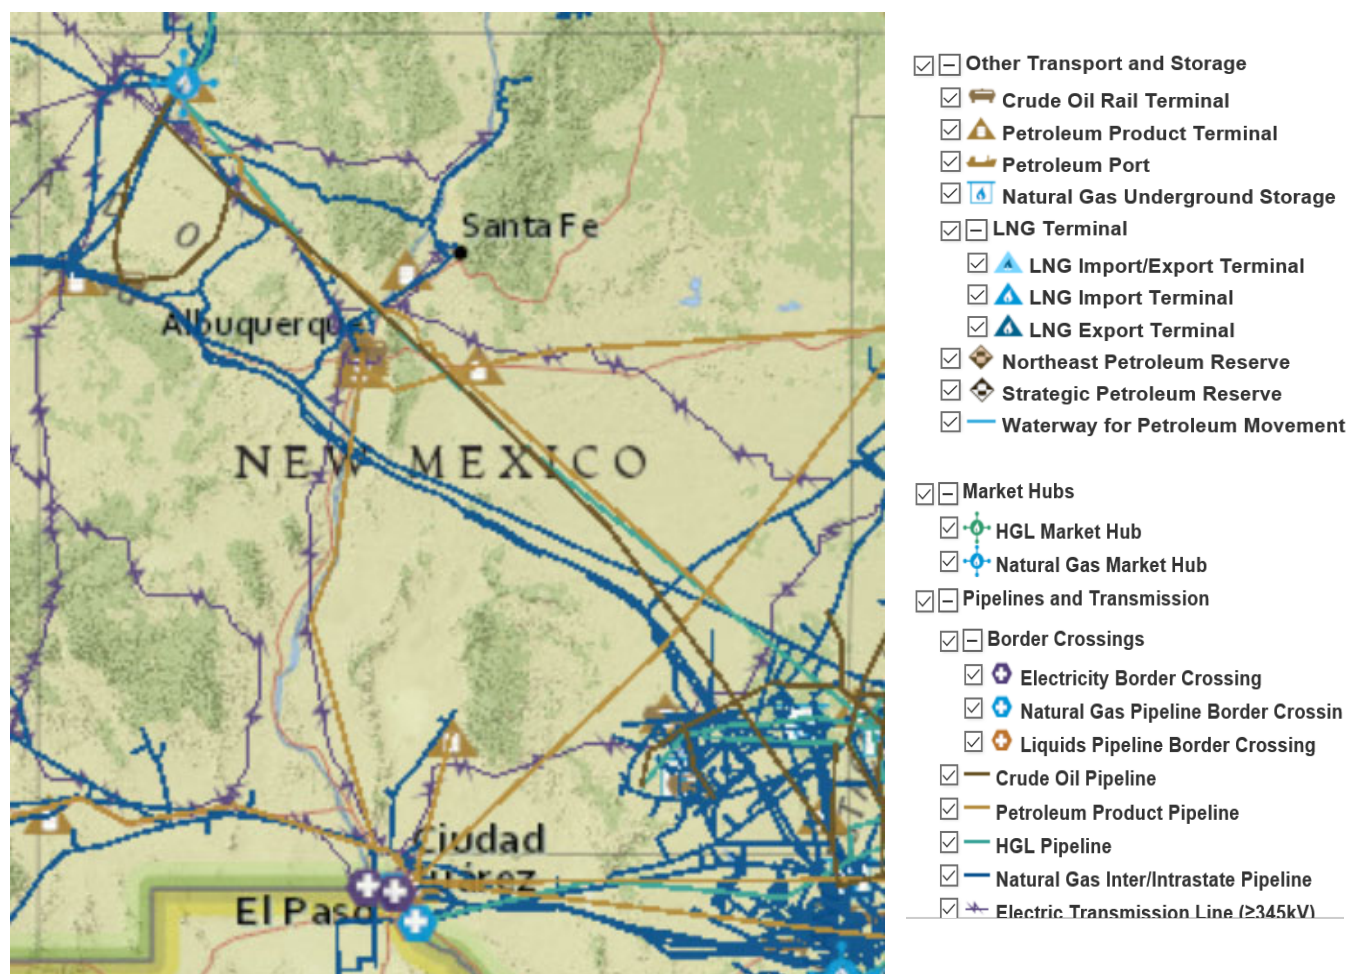 Santa Fe
O
Albuquerque
NEW MEXICO
Ciudad
Juárez
El Paso
Other Transport and Storage
Crude Oil Rail Terminal
Petroleum Product Terminal
Petroleum Port
Natural Gas Underground Storage
LNG Terminal
LNG Import/Export Terminal
LNG Import Terminal
LNG Export Terminal
Northeast Petroleum Reserve
Strategic Petroleum Reserve
Waterway for Petroleum Movement
Market Hubs
HGL Market Hub
Natural Gas Market Hub
Pipelines and Transmission
Border Crossings
Electricity Border Crossing
Natural Gas Pipeline Border Crossin
Liquids Pipeline Border Crossing
Crude Oil Pipeline
Petroleum Product Pipeline
HGL Pipeline
Natural Gas Inter/Intrastate Pipeline
Electric Transmission Line (≥345kV)